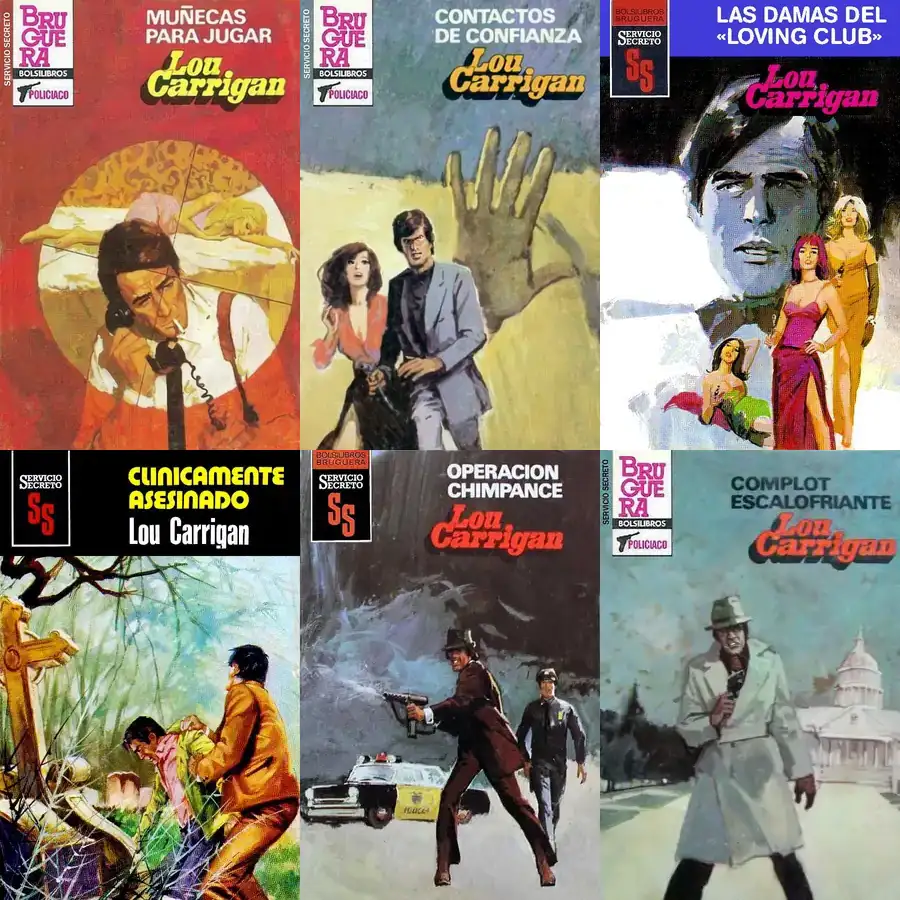 SERVICIO SECRETO
BRU
GUE
RA
BOLSILIBROS
POLICIACO
MUÑECAS
PARA JUGAR
Lou
Carrigan
SERVICIO SECRETO
BRU
GUE
RA
BOLSILIBROS
POLICIACO
CONTACTOS
DE CONFIANZA
Lou
Carrigan
BOLSILIBROS
BRUGUERA
SERVICIO
SECRETO
SS
LAS DAMAS DEL
«LOVING CLUB»
Lou
Carrigan
SERVICIO
SECRETO
SS
CLINICAMENTE
ASESINADO
Lou Carrigan
BOLSILIBROS
BRUGUERA
SERVICIO
SECRETO
SS
OPERACION
CHIMPANCE
Lou
Carrigan
SERVICIO SECRETO
BRU
GUE
RA
BOLSILIBROS
POLICIACO
COMPLOT
ESCALOFRIANTE
Lou
Carrigan